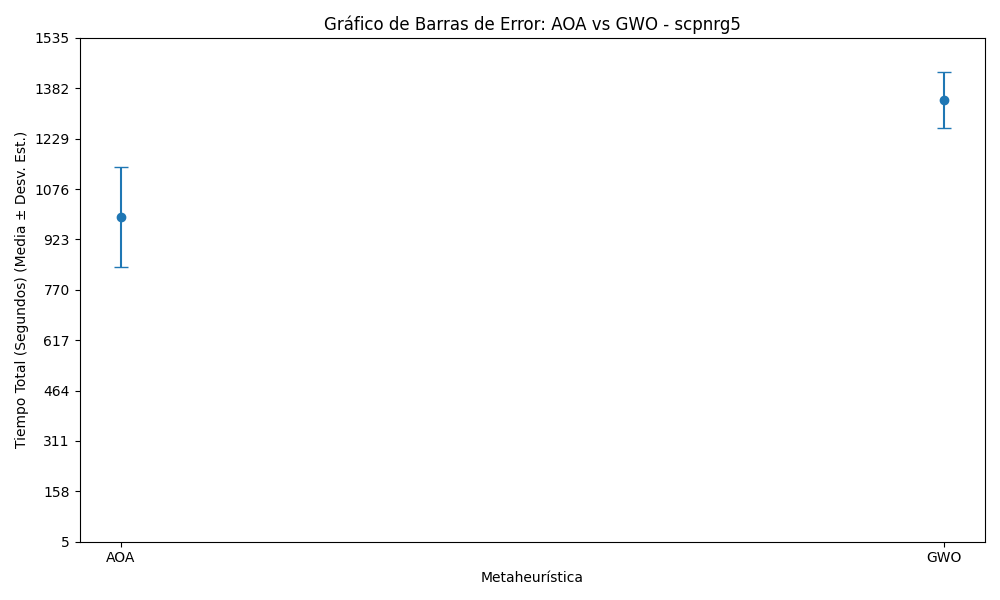 Gráfico de Barras de Error: AOA vs GWO - scpnrg5
Tiempo Total (Segundos) (Media ± Desv. Est.)
1535
1382
1229
1076
923
770
617
464
311
158
5
AOA GWO
Metaheurística